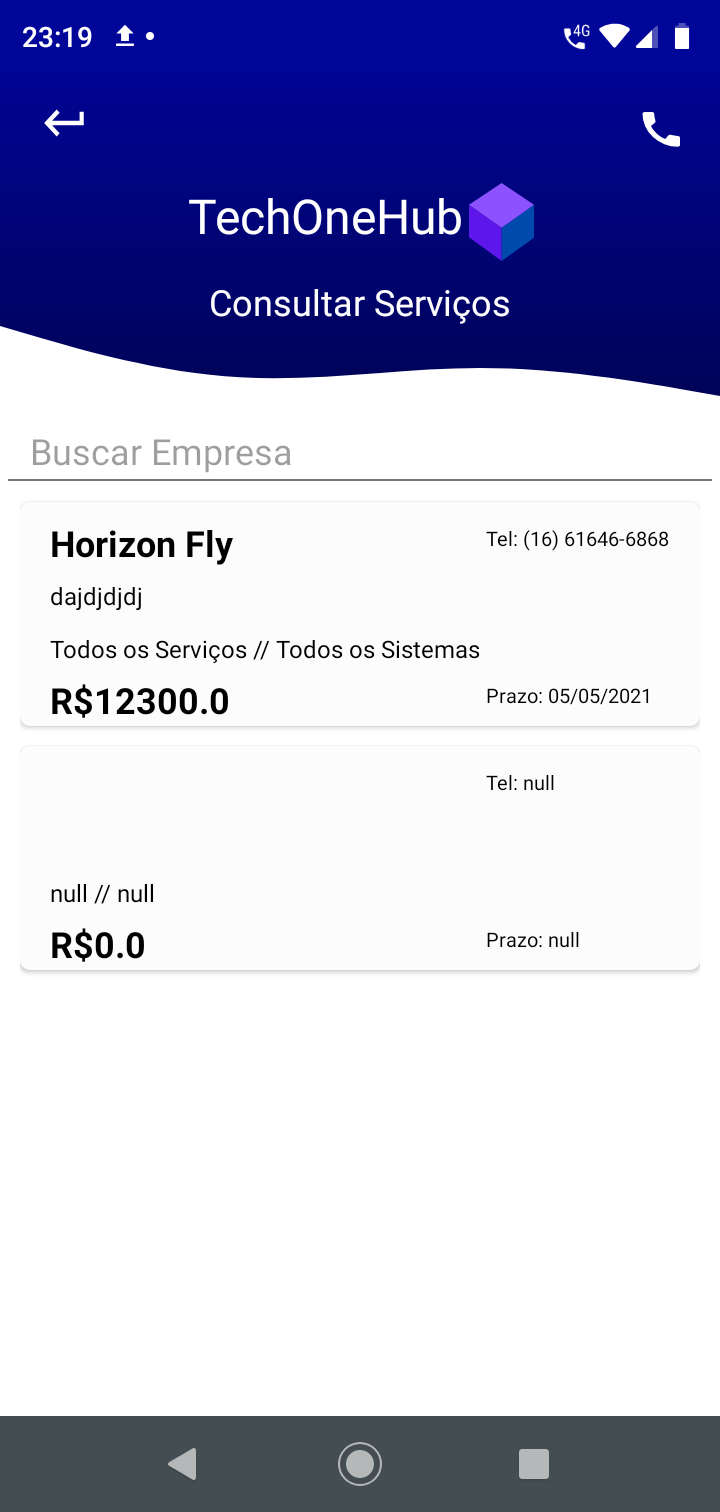 23:19
4G
TechOneHub
Consultar Serviços
Buscar Empresa
Horizon Fly
Tel: (16) 61646-6868
dajdjdjdj
Todos os Serviços // Todos os Sistemas
R$12300.0
Prazo: 05/05/2021
Tel: null
null // null
R$0.0
Prazo: null